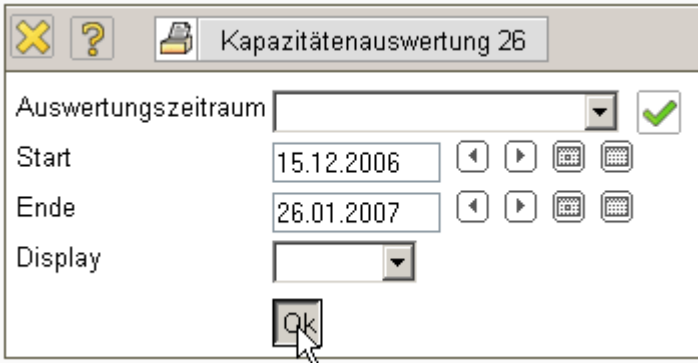 Kapazitätenauswertung 26
Auswertungszeitraum
Start 15.12.2006
Ende 26.01.2007
Display
Ok